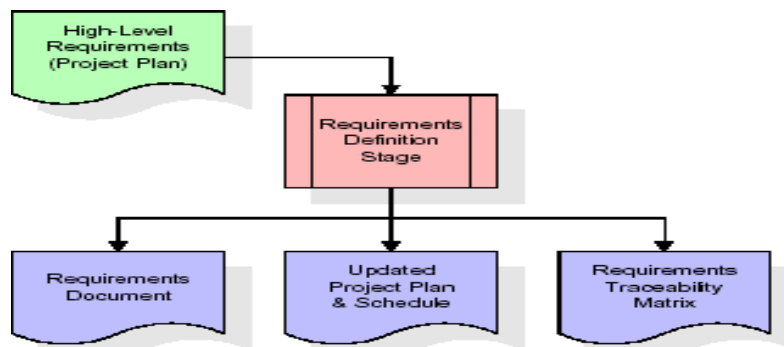 High-Level
Requirements
(Project Plan)
Requirements
Definition
Stage
Requirements
Document
Updated
Project Plan
& Schedule
Requirements
Traceability
Matrix